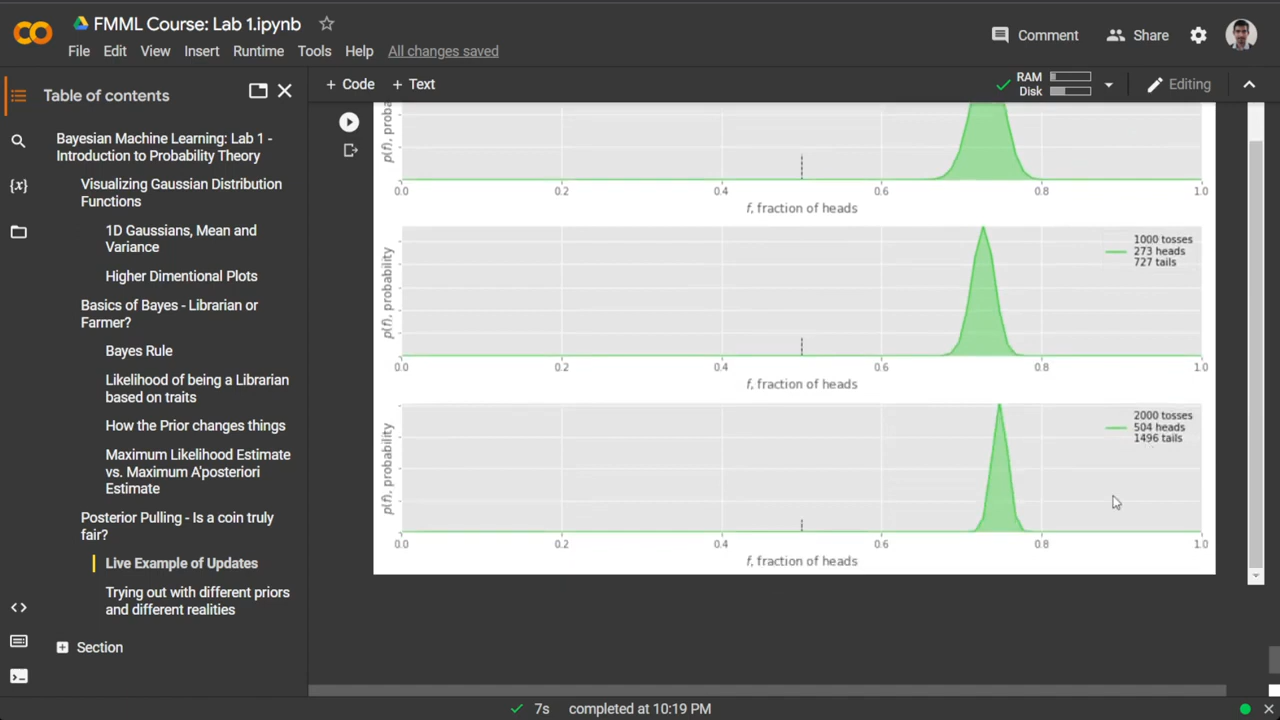 FMML Course: Lab 1.ipynb
File Edit View Insert Runtime Tools Help All changes saved
Comment Share
+ Code + Text
RAM
Disk
Editing
Table of contents
Bayesian Machine Learning: Lab 1 -
Introduction to Probability Theory
Visualizing Gaussian Distribution
Functions
1D Gaussians, Mean and
Variance
Higher Dimentional Plots
Basics of Bayes - Librarian or
Farmer?
Bayes Rule
Likelihood of being a Librarian
based on traits
How the Prior changes things
Maximum Likelihood Estimate
vs. Maximum A'posteriori
Estimate
Posterior Pulling - Is a coin truly
fair?
Live Example of Updates
Trying out with different priors
and different realities
Section
{x}
p(f), proba
0.0 0.2 0.4 0.6 0.8 1.0
f, fraction of heads
p(f), probability
1000 tosses
273 heads
727 tails
0.0 0.2 0.4 0.6 0.8 1.0
f, fraction of heads
p(f), probability
2000 tosses
504 heads
1496 tails
0.0 0.2 0.4 0.6 0.8 1.0
f, fraction of heads
7s completed at 10:19 PM